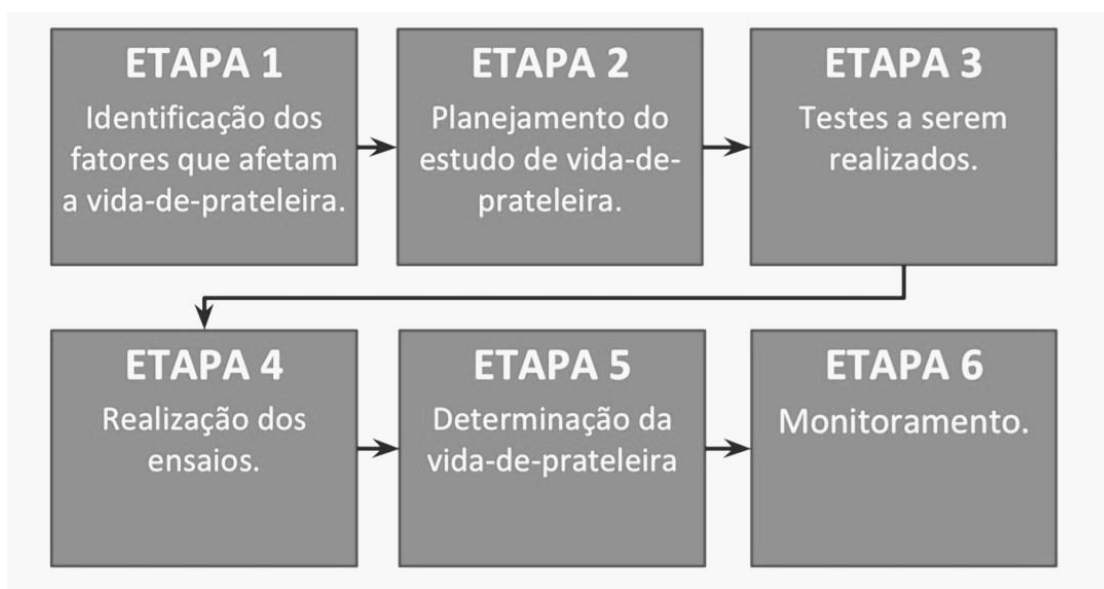 ETAPA 1
Identificação dos
fatores que afetam
a vida-de-prateleira.
ETAPA 2
Planejamento do
estudo de vida-de-
prateleira.
ETAPA 3
Testes a serem
realizados.
ETAPA 4
Realização dos
ensaios.
ETAPA 5
Determinação da
vida-de-prateleira
ETAPA 6
Monitoramento.